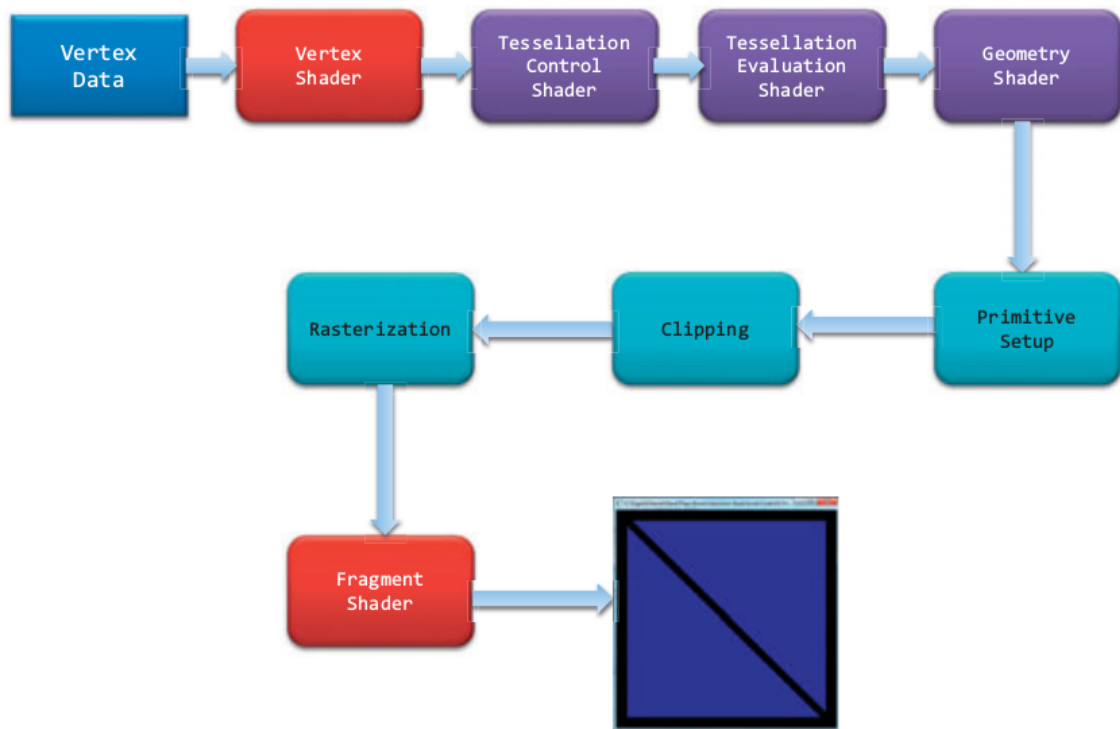 Vertex
Data
Vertex
Shader
Tessellation
Control
Shader
Tessellation
Evaluation
Shader
Geometry
Shader
Rasterization
Clipping
Primitive
Setup
Fragment
Shader